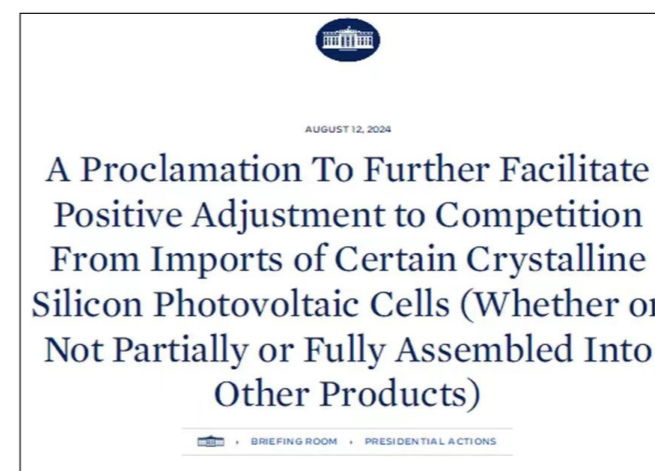 AUGUST 12, 2024
A Proclamation To Further Facilitate
Positive Adjustment to Competition
From Imports of Certain Crystalline
Silicon Photovoltaic Cells (Whether or
Not Partially or Fully Assembled Into
Other Products)
BRIEFING ROOM › PRESIDENTIAL ACTIONS